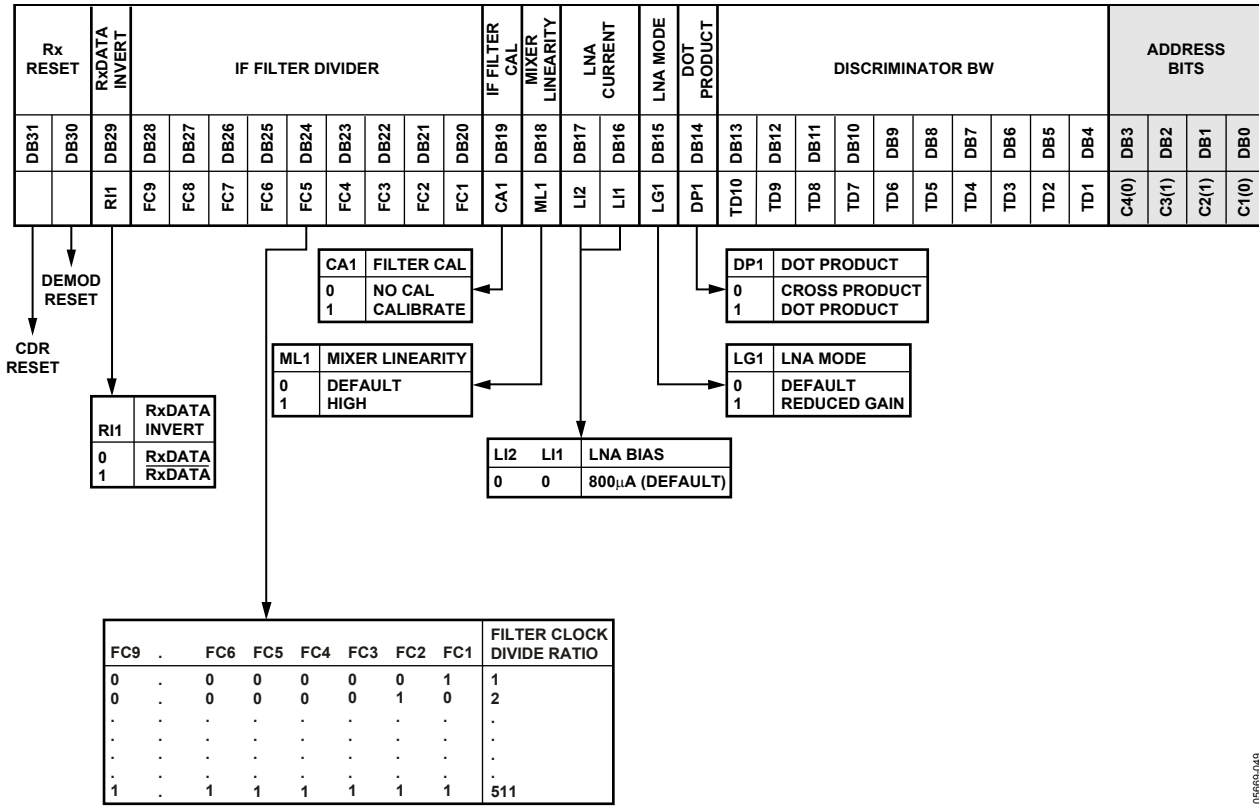 Rx RESET
RxDATA INVERT
IF FILTER DIVIDER
IF FILTER CAL
MIXER LINEARITY
LNA CURRENT
LNA MODE
DOT PRODUCT
DISCRIMINATOR BW
ADDRESS BITS
DB31 DB30 DB29 DB28 DB27 DB26 DB25 DB24 DB23 DB22 DB21 DB20 DB19 DB18 DB17 DB16 DB15 DB14 DB13 DB12 DB11 DB10 DB9 DB8 DB7 DB6 DB5 DB4 DB3 DB2 DB1 DB0
RI1 FC9 FC8 FC7 FC6 FC5 FC4 FC3 FC2 FC1 CA1 ML1 LI2 LI1 LG1 DP1 TD10 TD9 TD8 TD7 TD6 TD5 TD4 TD3 TD2 TD1 C4(0) C3(1) C2(1) C1(0)
DEMOD
RESET
CDR
RESET
CA1 FILTER CAL
0 NO CAL
1 CALIBRATE
DP1 DOT PRODUCT
0 CROSS PRODUCT
1 DOT PRODUCT
ML1 MIXER LINEARITY
0 DEFAULT
1 HIGH
LG1 LNA MODE
0 DEFAULT
1 REDUCED GAIN
RI1 RxDATA INVERT
0 RxDATA
1 RxDATA
LI2 LI1 LNA BIAS
0 0 800μA (DEFAULT)
FC9 . FC6 FC5 FC4 FC3 FC2 FC1 FILTER CLOCK DIVIDE RATIO
0 . 0 0 0 0 0 1 1
0 . 0 0 0 0 1 0 2
. . . . . . . . .
. . . . . . . . .
. . . . . . . . .
. . . . . . . . .
1 . 1 1 1 1 1 1 511
05369-049